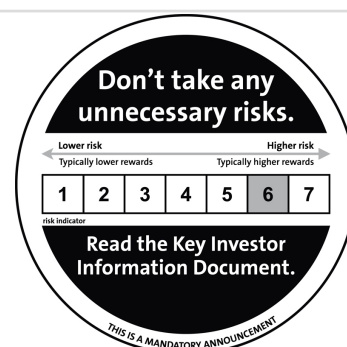 Don’t take any
unnecessary risks.
Lower risk Higher risk
Typically lower rewards Typically higher rewards
1 2 3 4 5 6 7
risk indicator
Read the Key Investor
Information Document.
THIS IS A MANDATORY ANNOUNCEMENT